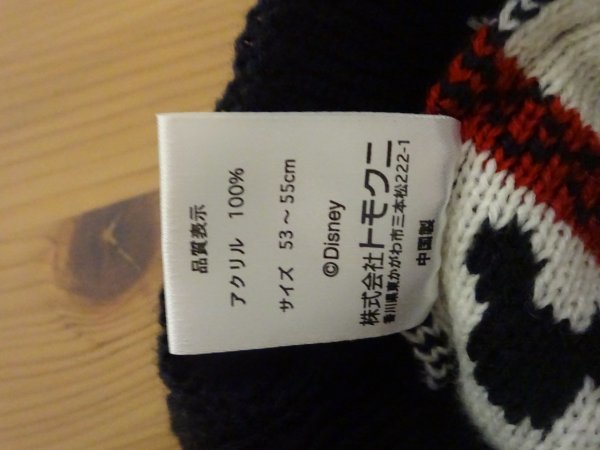 品質表示
アクリル 100%
サイズ 53～55cm
©Disney
株式会社トモクニ
香川県東かがわ市三本松222-1
中国製